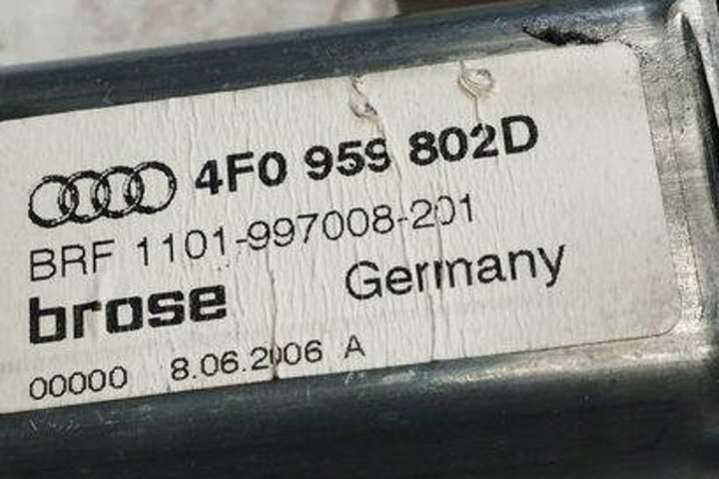 4F0 959 802D
BRF 1101-997008-201
brose Germany
00000 8.06.2006 A